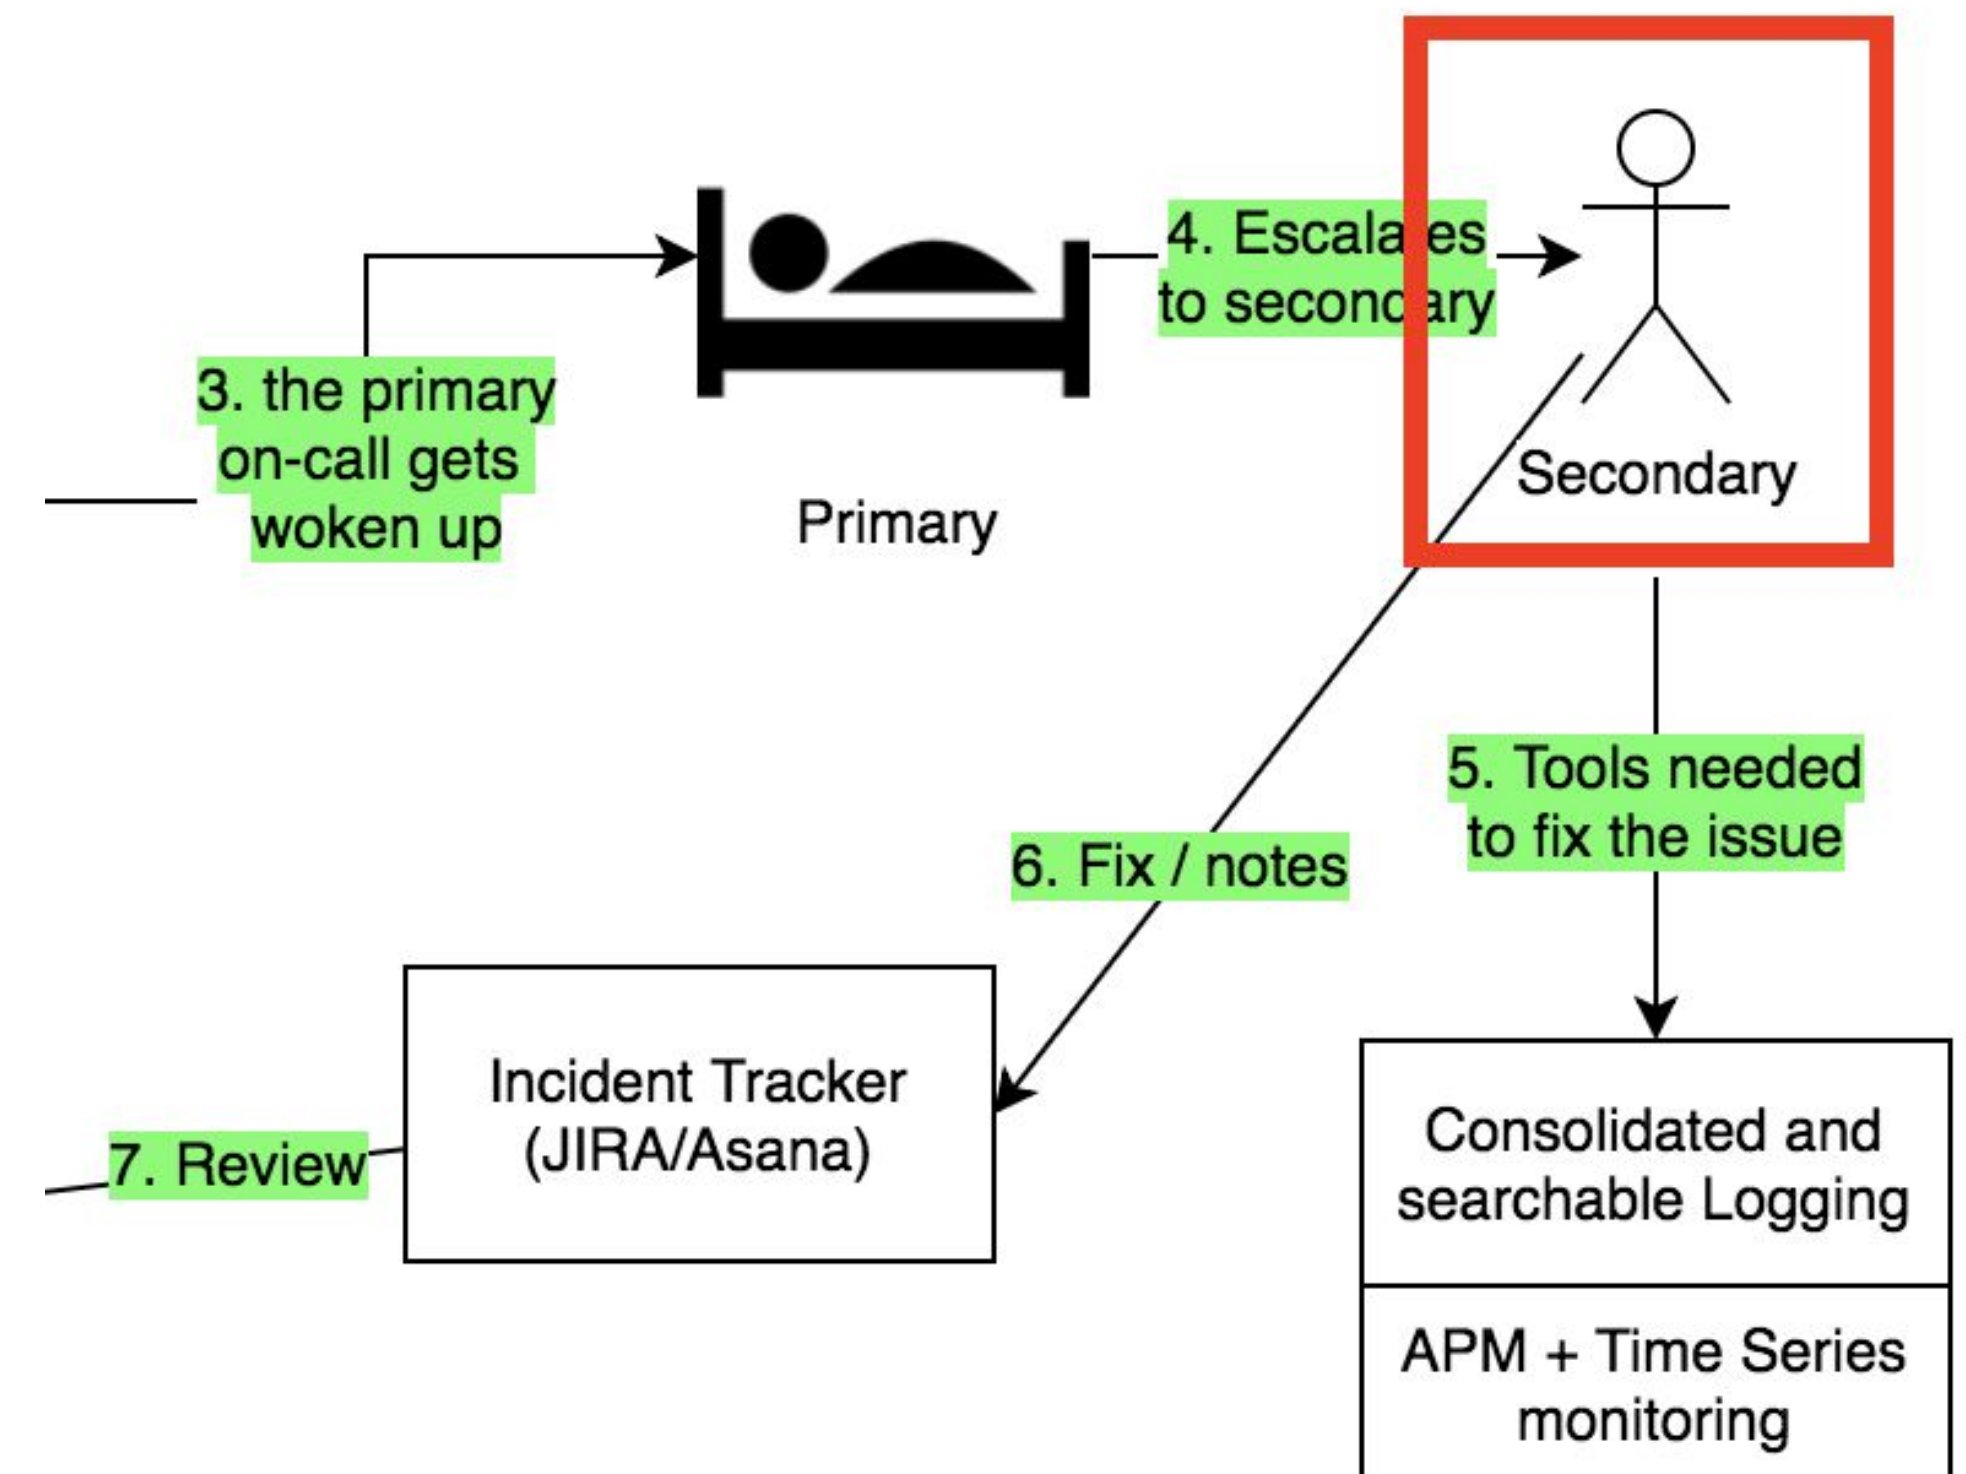 4. Escalates
to secondary
3. the primary
on-call gets
woken up
Primary
Secondary
5. Tools needed
to fix the issue
6. Fix / notes
Incident Tracker
(JIRA/Asana)
7. Review
Consolidated and
searchable Logging
APM + Time Series
monitoring